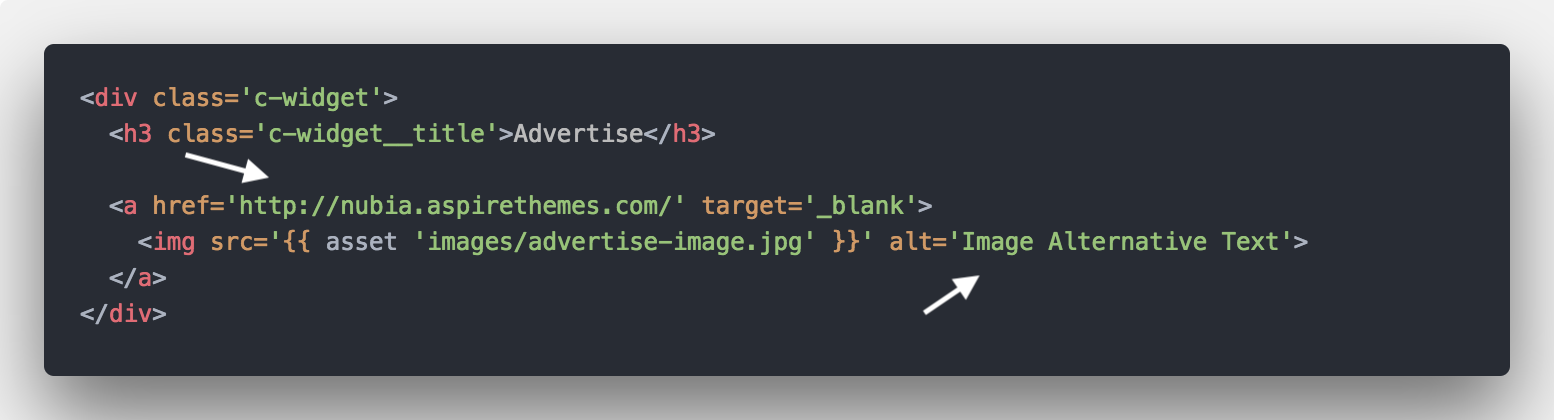 <div class='c-widget'>
<h3 class='c-widget__title'>Advertise</h3>
<a href='http://nubia.aspirethemes.com/' target='_blank'>
<img src='{{ asset 'images/advertise-image.jpg' }}' alt='Image Alternative Text'>
</a>
</div>